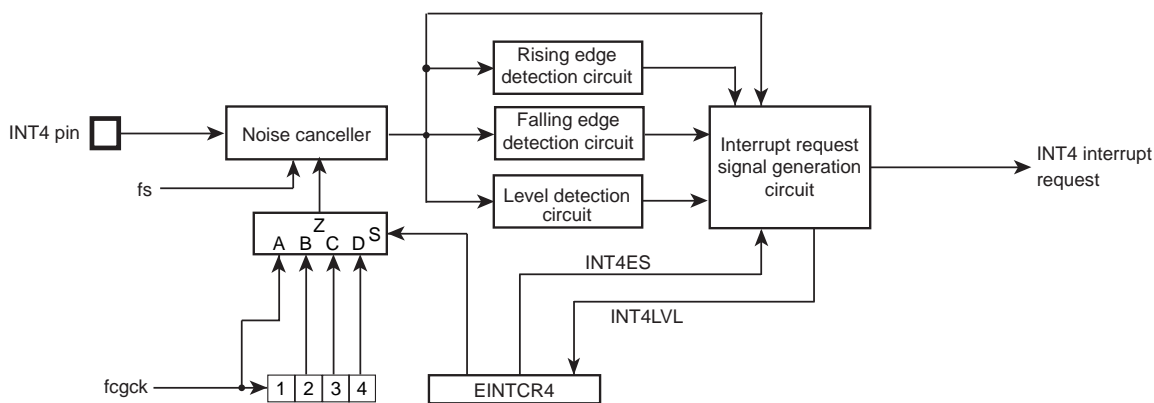 Rising edge
detection circuit
INT4 pin
Noise canceller
Falling edge
detection circuit
Interrupt request
signal generation
circuit
INT4 interrupt
request
fs
Level detection
circuit
Z
S
A B C D
INT4ES
INT4LVL
fcgck
1 2 3 4
EINTCR4